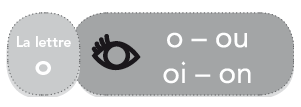 La lettre
o
o – ou
oi – on